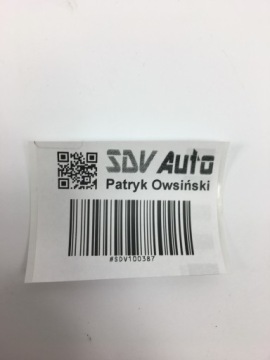 SDV Auto
Patryk Owsiński
#SDV100387